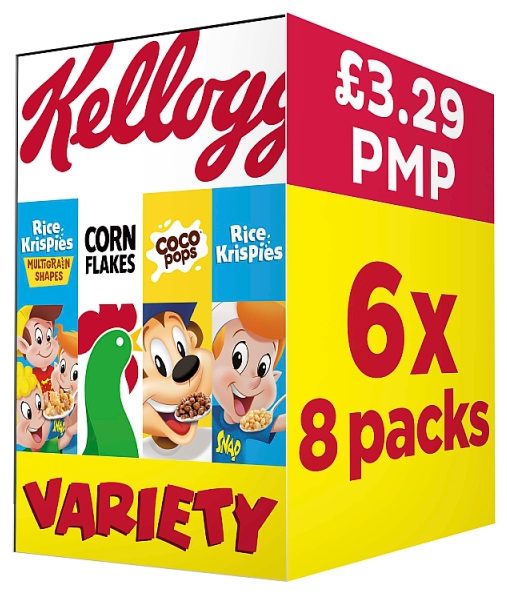 Kellogg
Rice Krispies
MULTIGRAIN SHAPES
CORN FLAKES
COCO pops
Rice Krispies
SNAP
SNAP
VARIETY
£3.29
PMP
6x
8 packs